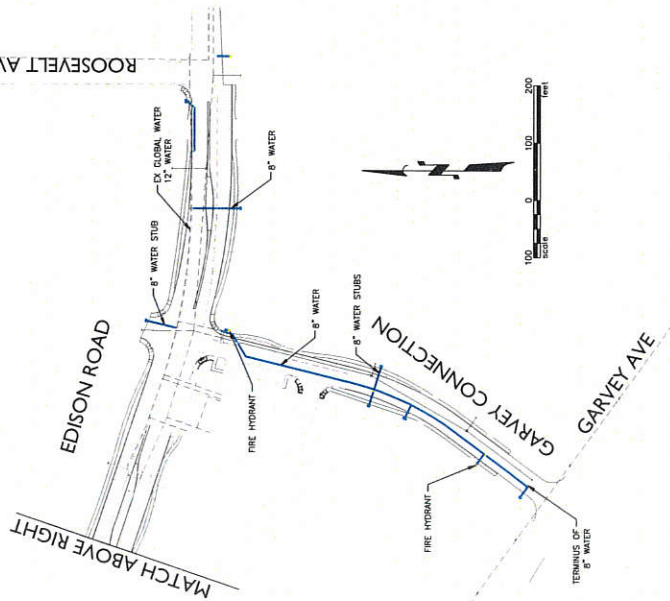 ROOSEVELT AV
EX GLOBAL WATER
12" WATER
8" WATER STUB
8" WATER
EDISON ROAD
8" WATER
8" WATER STUBS
FIRE HYDRANT
GARVEY CONNECTION
GARVEY AVE
FIRE HYDRANT
TERMINUS OF
8" WATER
MATCH ABOVE RIGHT
100
0
100
200
scale
feet